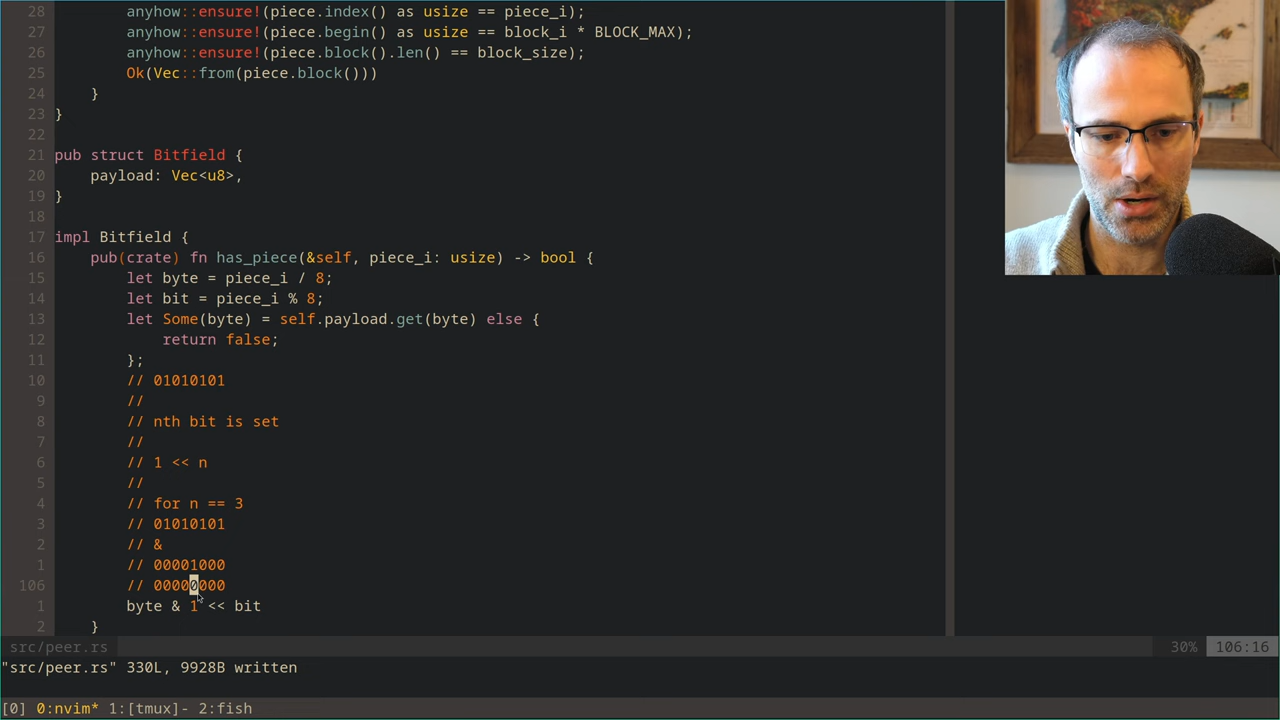 28 anyhow::ensure!(piece.index() as usize == piece_i);
27 anyhow::ensure!(piece.begin() as usize == block_i * BLOCK_MAX);
26 anyhow::ensure!(piece.block().len() == block_size);
25 Ok(Vec::from(piece.block()))
24 }
23 }
22
21 pub struct Bitfield {
20 payload: Vec<u8>,
19 }
18
17 impl Bitfield {
16 pub(crate) fn has_piece(&self, piece_i: usize) -> bool {
15 let byte = piece_i / 8;
14 let bit = piece_i % 8;
13 let Some(byte) = self.payload.get(byte) else {
12 return false;
11 };
10 // 01010101
9 //
8 // nth bit is set
7 //
6 // 1 << n
5 //
4 // for n == 3
3 // 01010101
2 // &
1 // 00001000
106 // 00000000
1 byte & 1 << bit
2 }
src/peer.rs 30% 106:16
"src/peer.rs" 330L, 9928B written
[0] 0:nvim* 1:[tmux]- 2:fish